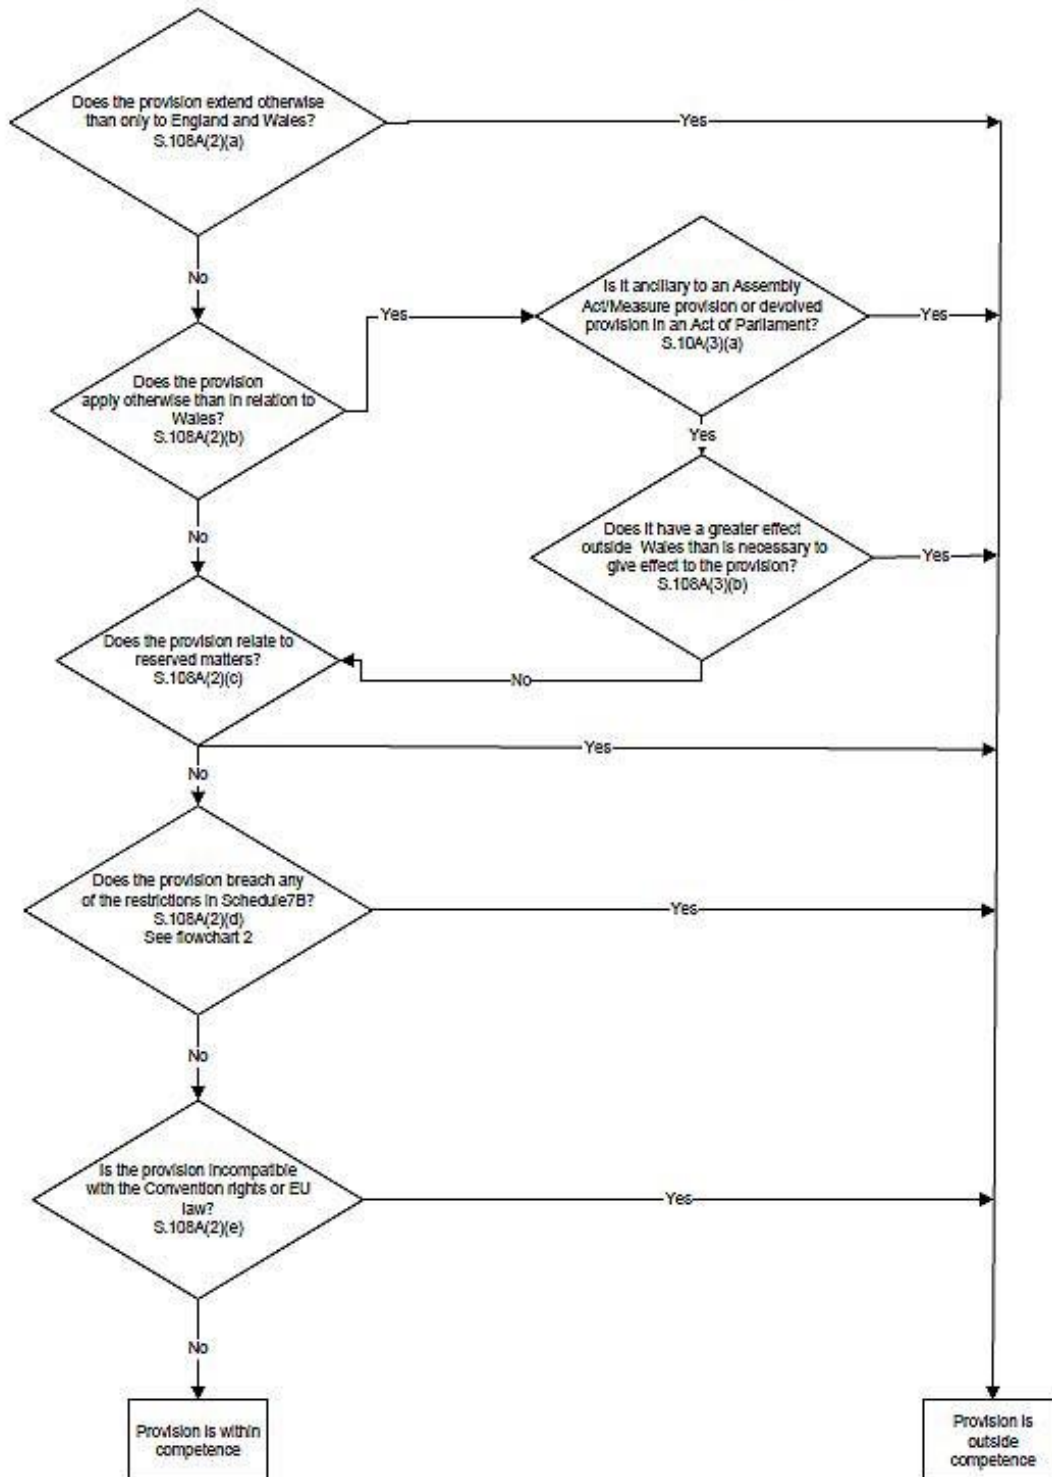 Does the provision extend otherwise
than only to England and Wales?
S.108A(2)(a)
Yes
No
Is it ancillary to an Assembly
Act/Measure provision or devolved
provision in an Act of Parliament?
S.10A(3)(a)
Yes
Yes
Does the provision
apply otherwise than in relation to
Wales?
S.108A(2)(b)
Yes
No
Does it have a greater effect
outside Wales than is necessary to
give effect to the provision?
S.108A(3)(b)
Yes
Does the provision relate to
reserved matters?
S.108A(2)(c)
No
Yes
No
Does the provision breach any
of the restrictions in Schedule7B?
S.108A(2)(d)
See flowchart 2
Yes
No
Is the provision incompatible
with the Convention rights or EU
law?
S.108A(2)(e)
Yes
No
Provision is within
competence
Provision is
outside
competence